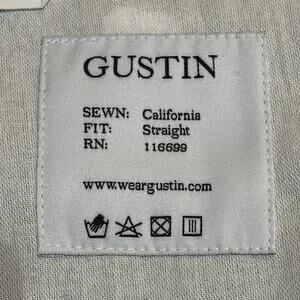 GUSTIN
SEWN: California
FIT: Straight
RN: 116699
www.weargustin.com